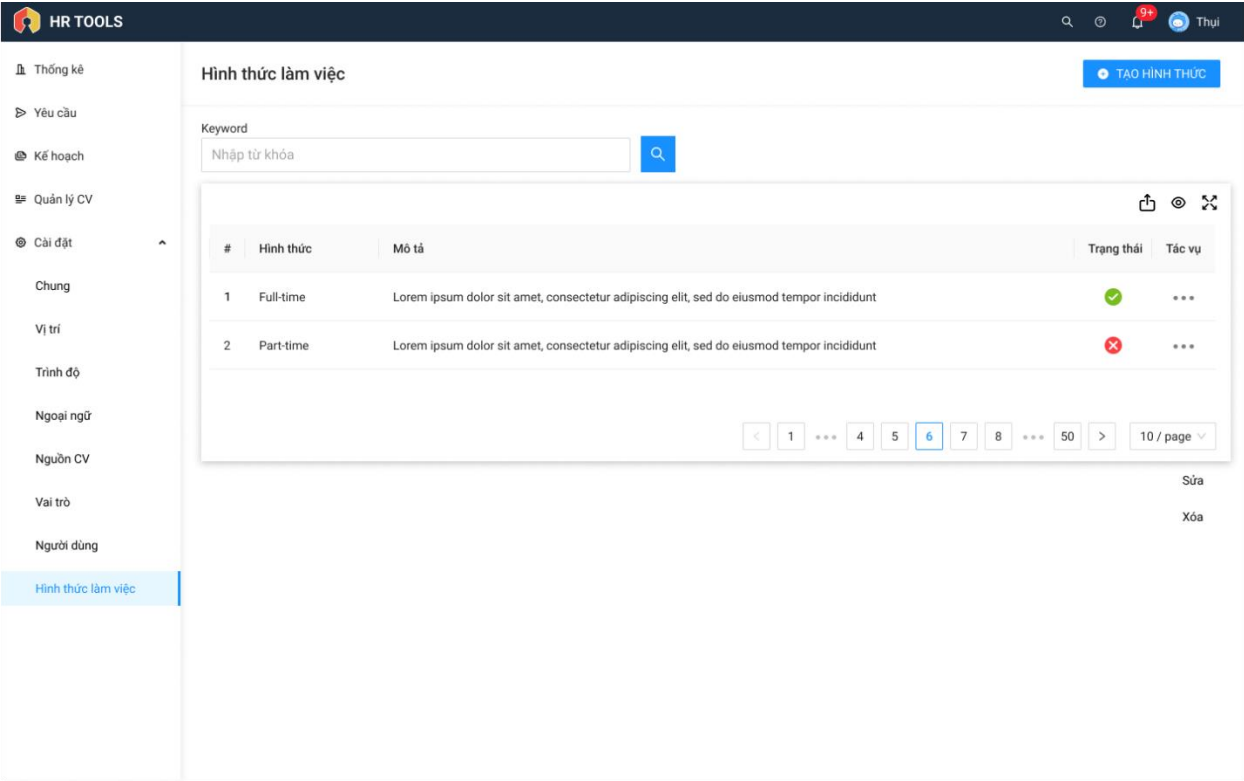 HR TOOLS
9+
Thụi
Thống kê
Yêu cầu
Kế hoạch
Quản lý CV
Cài đặt
Chung
Vị trí
Trình độ
Ngoại ngữ
Nguồn CV
Vai trò
Người dùng
Hình thức làm việc
Hình thức làm việc
TẠO HÌNH THỨC
Keyword
Nhập từ khóa
# Hình thức Mô tả Trạng thái Tác vụ
1 Full-time Lorem ipsum dolor sit amet, consectetur adipiscing elit, sed do eiusmod tempor incididunt
2 Part-time Lorem ipsum dolor sit amet, consectetur adipiscing elit, sed do eiusmod tempor incididunt
< 1 ••• 4 5 6 7 8 ••• 50 > 10 / page
Sửa
Xóa